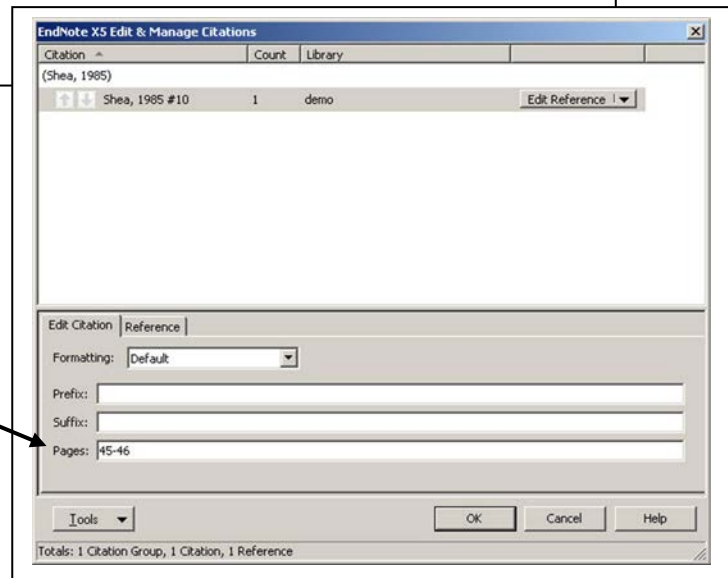 EndNote X5 Edit & Manage Citations
Citation Count Library
(Shea, 1985)
Shea, 1985 #10 1 demo Edit Reference
Edit Citation Reference
Formatting: Default
Prefix:
Suffix:
Pages: 45-46
Tools OK Cancel Help
Totals: 1 Citation Group, 1 Citation, 1 Reference